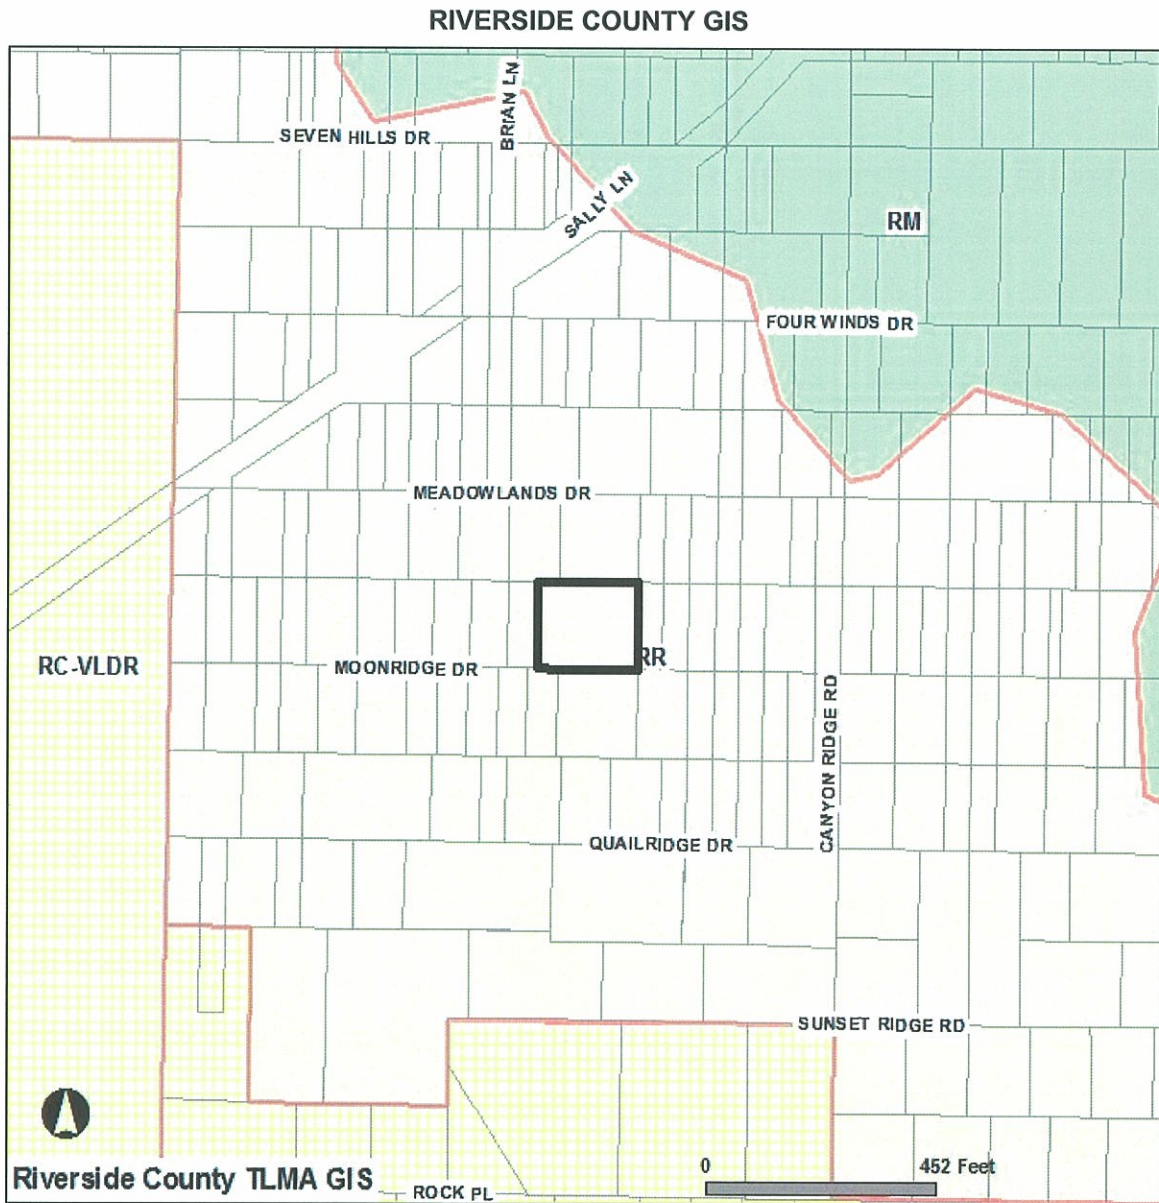 RIVERSIDE COUNTY GIS
BRIAN LN
SEVEN HILLS DR
SALLY LN
RM
FOUR WINDS DR
MEADOWLANDS DR
RC-VLDR
MOONRIDGE DR
RR
CANYON RIDGE RD
QUAILRIDGE DR
SUNSET RIDGE RD
Riverside County TLMA GIS
0
452 Feet
ROCK PL